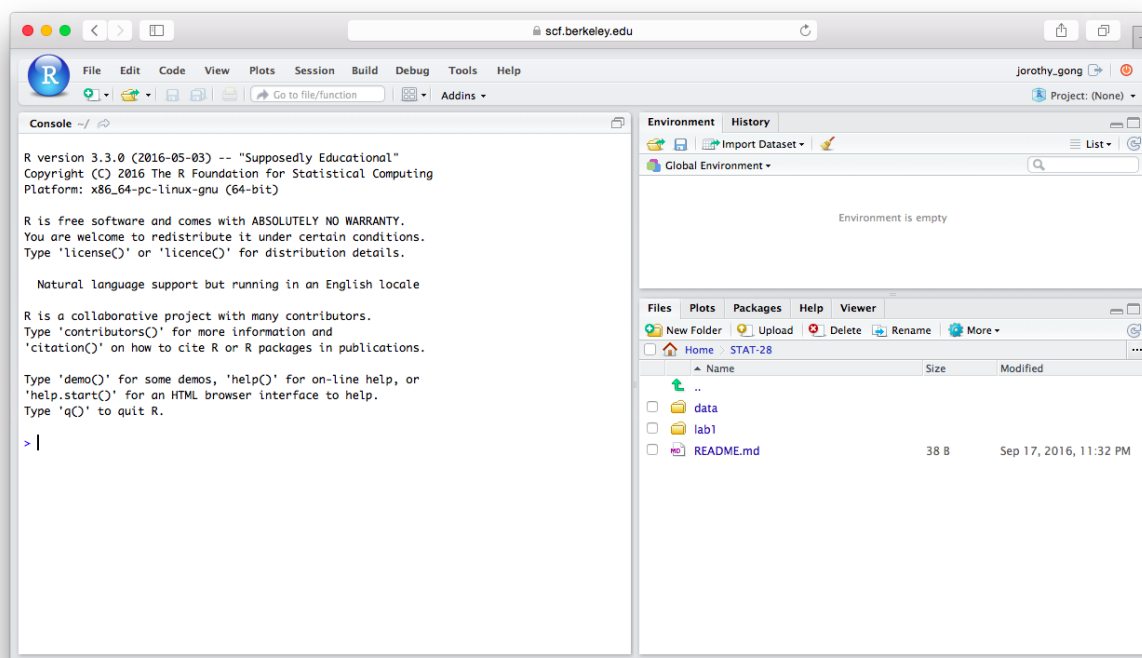 scf.berkeley.edu
R
File Edit Code View Plots Session Build Debug Tools Help
jorothy_gong
Go to file/function
Addins
Project: (None)
Console ~/
R version 3.3.0 (2016-05-03) -- "Supposedly Educational"
Copyright (C) 2016 The R Foundation for Statistical Computing
Platform: x86_64-pc-linux-gnu (64-bit)
R is free software and comes with ABSOLUTELY NO WARRANTY.
You are welcome to redistribute it under certain conditions.
Type 'license()' or 'licence()' for distribution details.
Natural language support but running in an English locale
R is a collaborative project with many contributors.
Type 'contributors()' for more information and
'citation()' on how to cite R or R packages in publications.
Type 'demo()' for some demos, 'help()' for on-line help, or
'help.start()' for an HTML browser interface to help.
Type 'q()' to quit R.
>
Environment History
Import Dataset
List
Global Environment
Environment is empty
Files Plots Packages Help Viewer
New Folder Upload Delete Rename More
Home STAT-28
...
Name Size Modified
..
data
lab1
MD README.md 38 B Sep 17, 2016, 11:32 PM